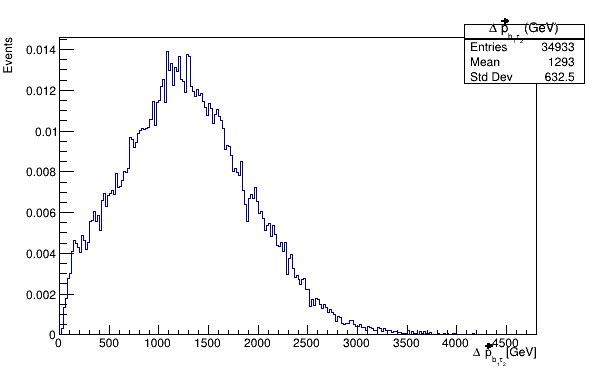 Δ p⃗_{b₁τ₂} (GeV)
Entries 34933
Mean 1293
Std Dev 632.5
Events
0.014
0.012
0.01
0.008
0.006
0.004
0.002
0
0 500 1000 1500 2000 2500 3000 3500 4000 4500
Δ p⃗_{b₁τ₂} [GeV]